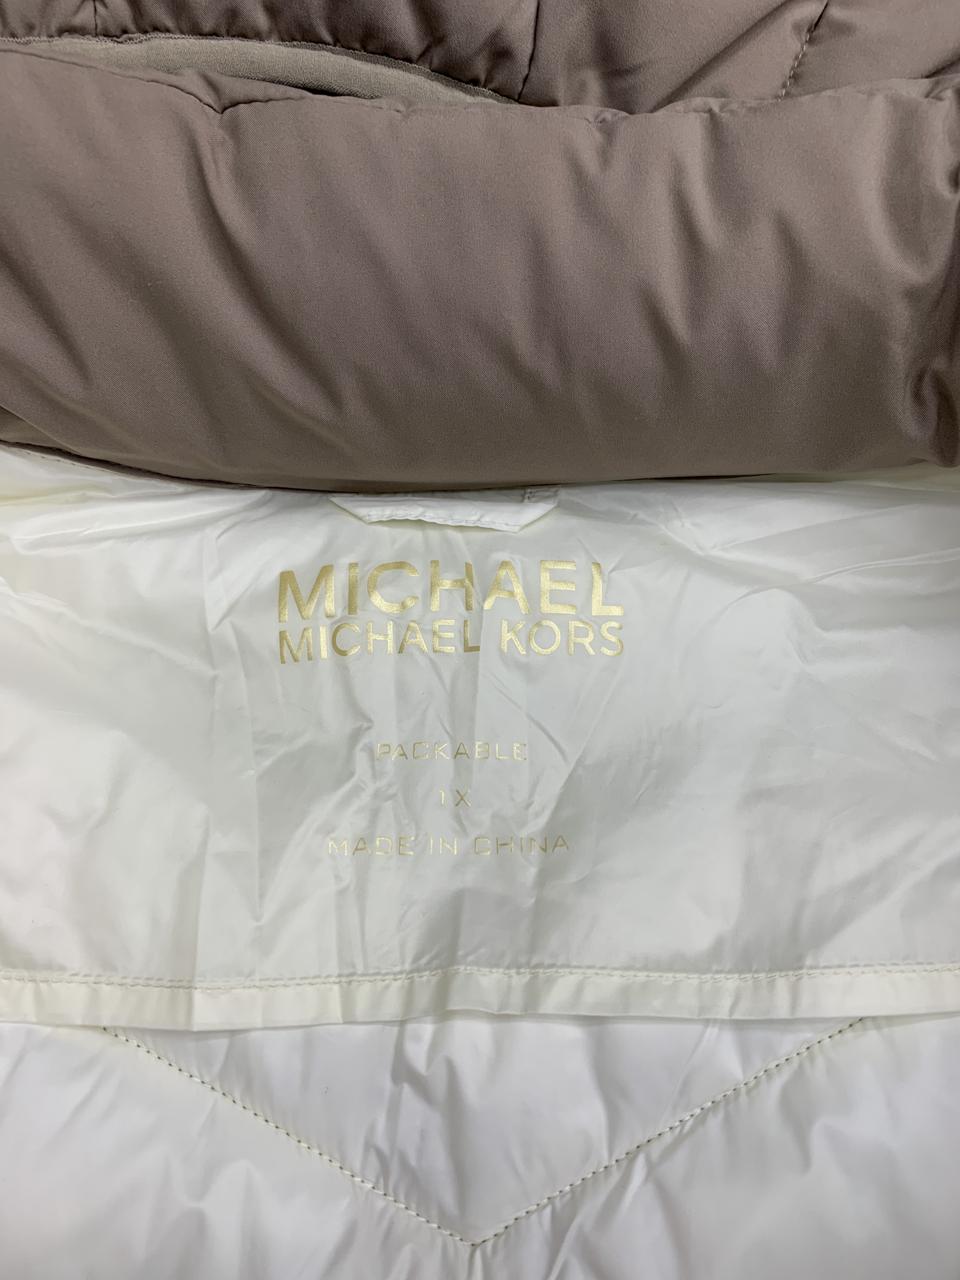 MICHAEL
MICHAEL KORS
PACKABLE
1X
MADE IN CHINA